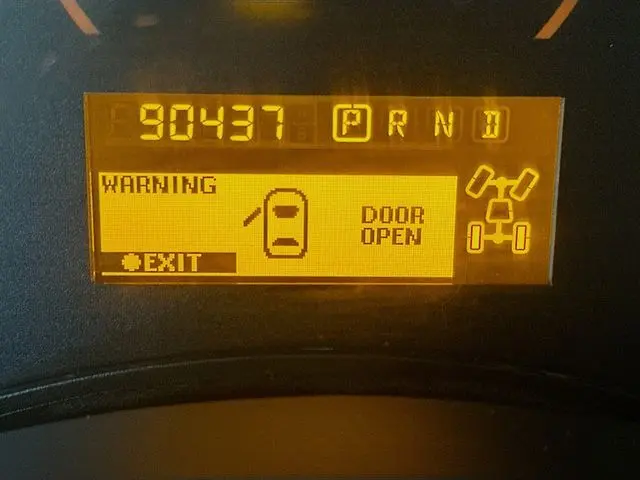 90437 P R N D
WARNING
DOOR
OPEN
EXIT